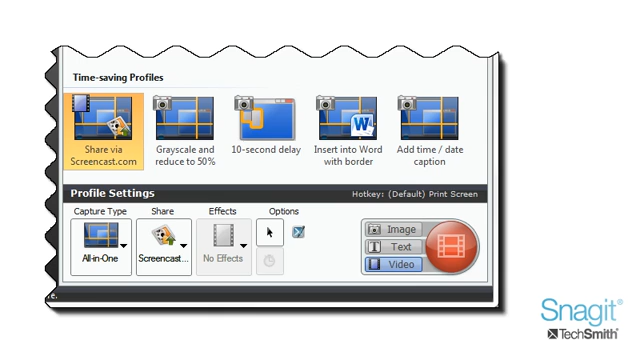 Time-saving Profiles
Share via
Screencast.com
Grayscale and
reduce to 50%
10-second delay
Insert into Word
with border
Add time / date
caption
Profile Settings
Hotkey: (Default) Print Screen
Capture Type
Share
Effects
Options
All-in-One
Screencast...
No Effects
Image
Text
Video
Snagit®
TechSmith®